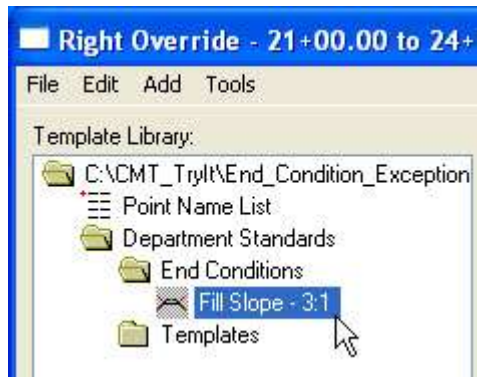 Right Override - 21+00.00 to 24+
File Edit Add Tools
Template Library:
C:\CMT_TryIt\End_Condition_Exception
Point Name List
Department Standards
End Conditions
Fill Slope - 3:1
Templates